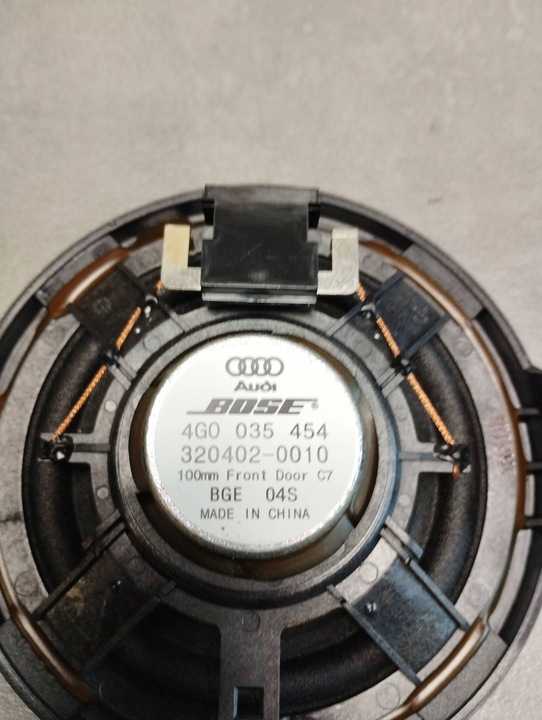 Audi
BOSE®
4G0 035 454
320402-0010
100mm Front Door C7
BGE 04S
MADE IN CHINA